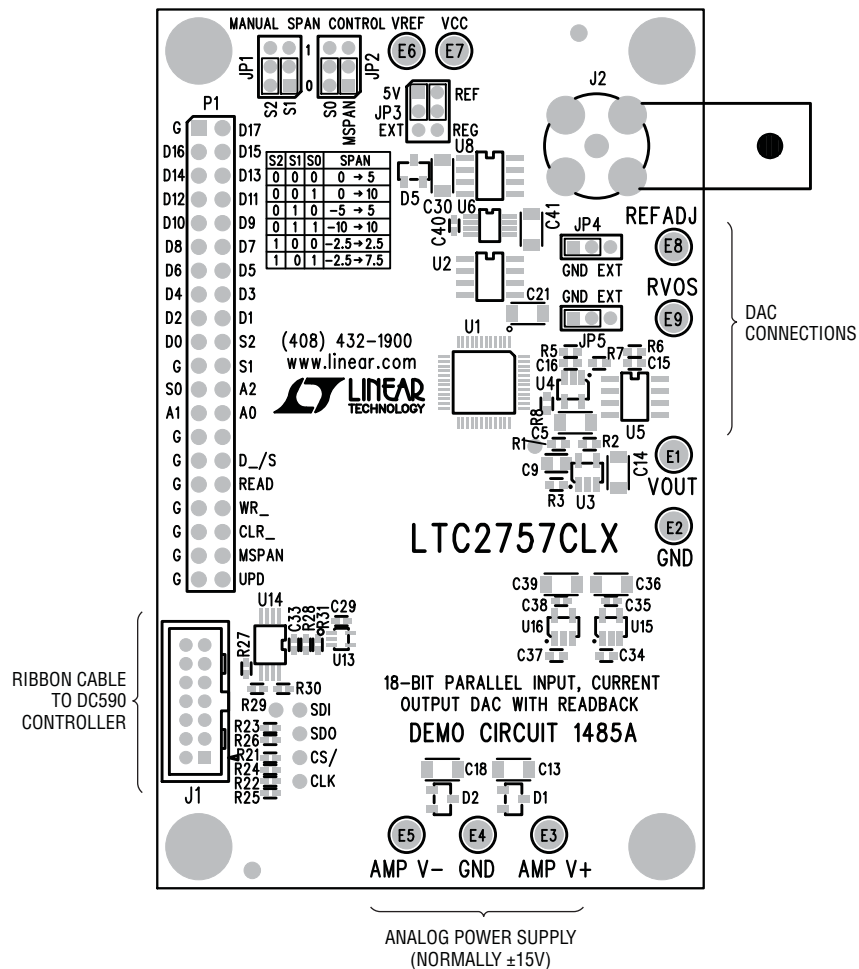 MANUAL SPAN CONTROL VREF VCC
JP1
1
0
JP2
S2
S1
S0
MSPAN
E6
E7
5V REF
JP3
EXT REG
J2
P1
G D17
D16 D15
D14 D13
D12 D11
D10 D9
D8 D7
D6 D5
D4 D3
D2 D1
D0 S2
G S1
S0 A2
A1 A0
G
G D_/S
G READ
G WR_
G CLR_
G MSPAN
G UPD
S2 S1 S0 SPAN
0 0 0 0 → 5
0 0 1 0 → 10
0 1 0 -5 → 5
0 1 1 -10 → 10
1 0 0 -2.5 → 2.5
1 0 1 -2.5 → 7.5
U8
D5
C30
U6
C40
C41
U2
C21
U1
JP4
GND EXT
GND EXT
JP5
REFADJ
E8
RVOS
E9
DAC
CONNECTIONS
(408) 432-1900
www.linear.com
LINEAR
TECHNOLOGY
R5
C16
R7
R6
C15
U4
R8
U5
C5
R1
R2
C9
C14
R3
U3
E1
VOUT
E2
GND
LTC2757CLX
C39
C36
C38
C35
U16
U15
C37
C34
U14
C33
R28
R31
C29
U13
R27
R29
R30
SDI
SDO
CS/
CLK
R23
R26
R21
R24
R22
R25
J1
RIBBON CABLE
TO DC590
CONTROLLER
18-BIT PARALLEL INPUT, CURRENT
OUTPUT DAC WITH READBACK
DEMO CIRCUIT 1485A
C18
C13
D2
D1
E5
E4
E3
AMP V- GND AMP V+
ANALOG POWER SUPPLY
(NORMALLY ±15V)